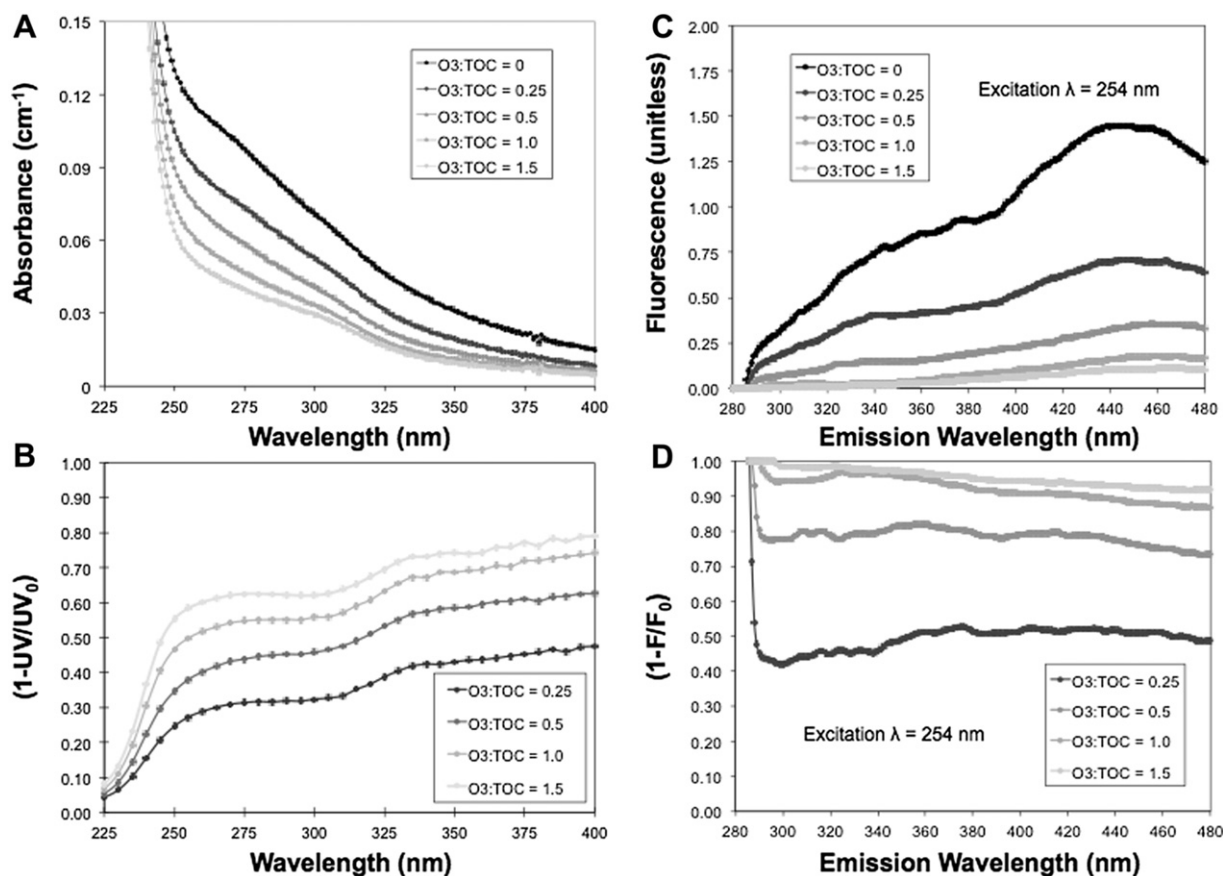 A
Absorbance (cm⁻¹)
0.15
0.12
0.09
0.06
0.03
0
O3:TOC = 0
O3:TOC = 0.25
O3:TOC = 0.5
O3:TOC = 1.0
O3:TOC = 1.5
225 250 275 300 325 350 375 400
Wavelength (nm)
C
Fluorescence (unitless)
2.00
1.75
1.50
1.25
1.00
0.75
0.50
0.25
0.00
O3:TOC = 0
O3:TOC = 0.25
O3:TOC = 0.5
O3:TOC = 1.0
O3:TOC = 1.5
Excitation λ = 254 nm
280 300 320 340 360 380 400 420 440 460 480
Emission Wavelength (nm)
B
(1-UV/UV₀)
1.00
0.90
0.80
0.70
0.60
0.50
0.40
0.30
0.20
0.10
0.00
O3:TOC = 0.25
O3:TOC = 0.5
O3:TOC = 1.0
O3:TOC = 1.5
225 250 275 300 325 350 375 400
Wavelength (nm)
D
(1-F/F₀)
1.00
0.90
0.80
0.70
0.60
0.50
0.40
0.30
0.20
0.10
0.00
Excitation λ = 254 nm
O3:TOC = 0.25
O3:TOC = 0.5
O3:TOC = 1.0
O3:TOC = 1.5
280 300 320 340 360 380 400 420 440 460 480
Emission Wavelength (nm)